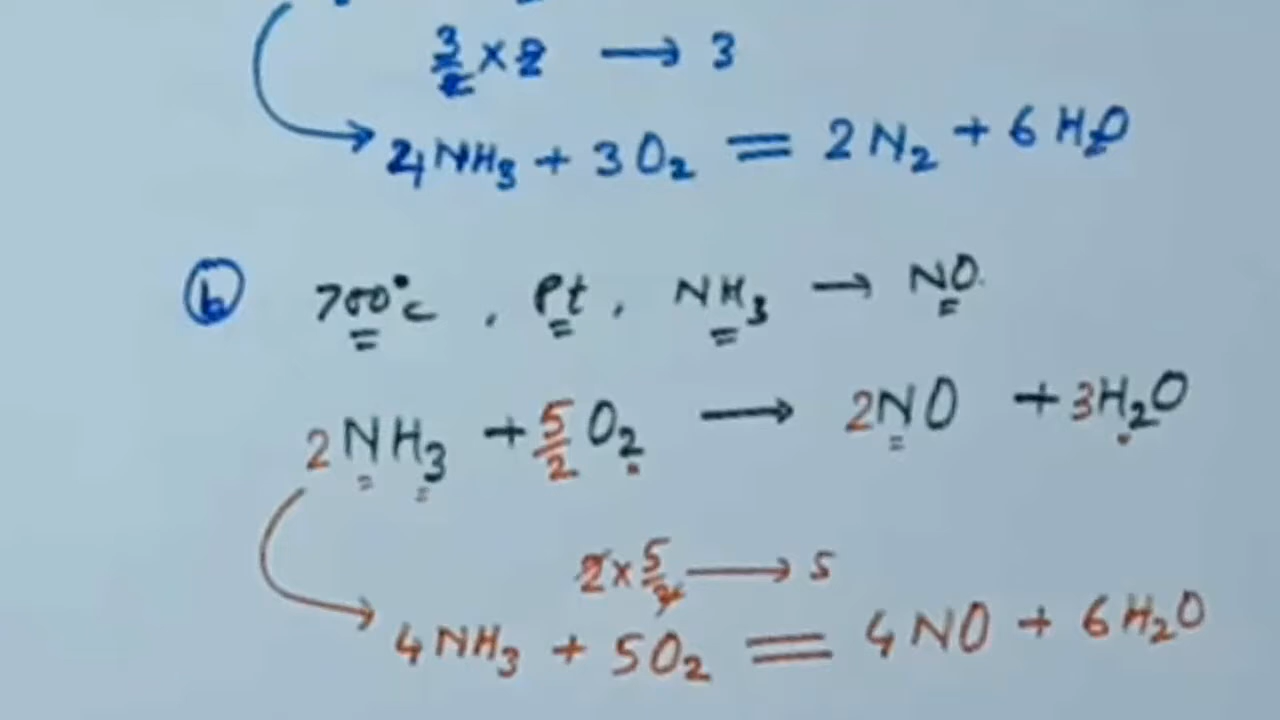 3/2 × 2 → 3
4NH₃ + 3O₂ = 2N₂ + 6H₂O
(b) 700°C, Pt, NH₃ → NO.
2NH₃ + 5/2 O₂ → 2NO + 3H₂O
2 × 5/2 → 5
4NH₃ + 5O₂ = 4NO + 6H₂O